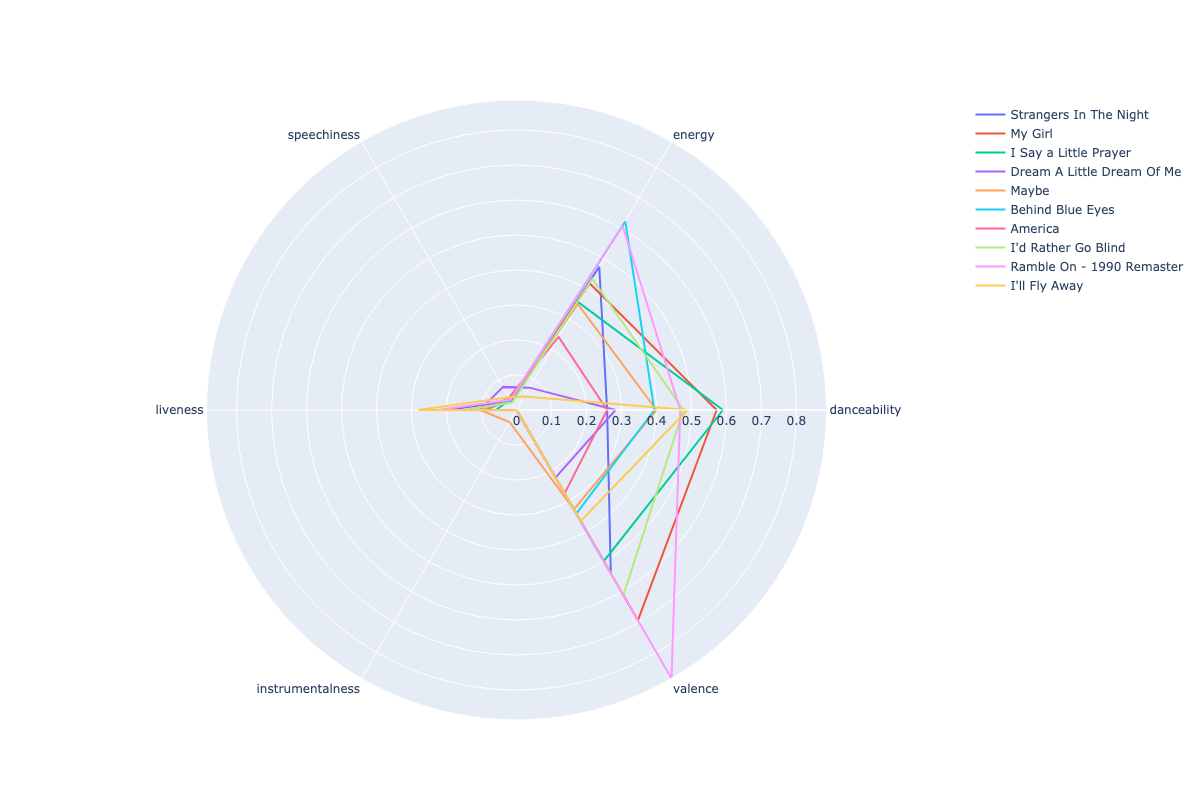 speechiness
energy
liveness
danceability
0 0.1 0.2 0.3 0.4 0.5 0.6 0.7 0.8
instrumentalness
valence
Strangers In The Night
My Girl
I Say a Little Prayer
Dream A Little Dream Of Me
Maybe
Behind Blue Eyes
America
I'd Rather Go Blind
Ramble On - 1990 Remaster
I'll Fly Away